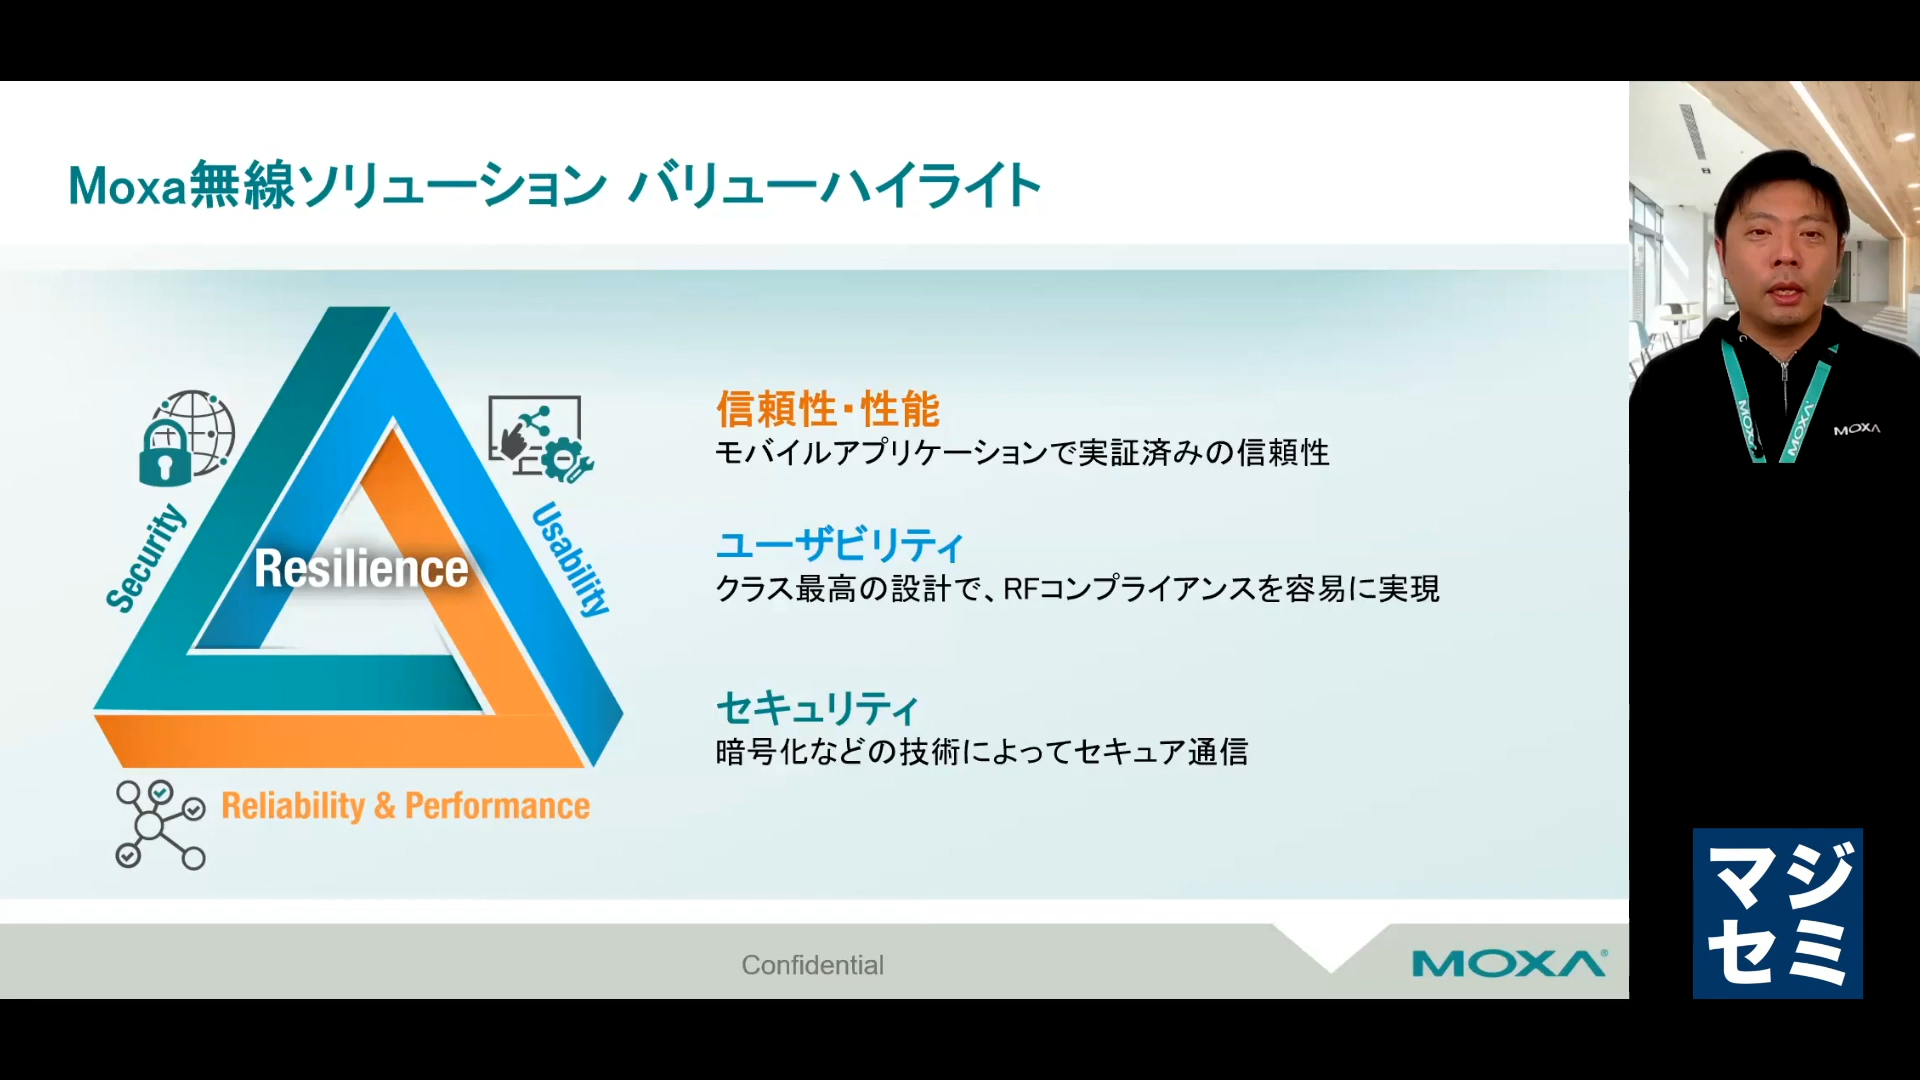 Moxa無線ソリューション バリューハイライト
Security
Usability
Resilience
Reliability & Performance
信頼性・性能
モバイルアプリケーションで実証済みの信頼性
ユーザビリティ
クラス最高の設計で、RFコンプライアンスを容易に実現
セキュリティ
暗号化などの技術によってセキュア通信
Confidential
MOXA®
MOXA
MOXA
MOXA
マジ
セミ